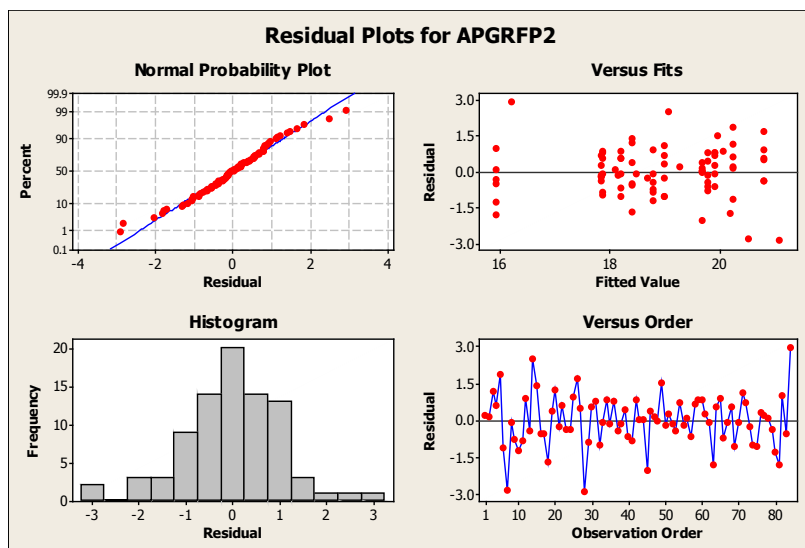 Residual Plots for APGRFP2
Normal Probability Plot
99.9
99
90
50
10
1
0.1
Percent
-4 -2 0 2 4
Residual
Versus Fits
3.0
1.5
0.0
-1.5
-3.0
Residual
16 18 20
Fitted Value
Histogram
20
15
10
5
0
Frequency
-3 -2 -1 0 1 2 3
Residual
Versus Order
3.0
1.5
0.0
-1.5
-3.0
Residual
1 10 20 30 40 50 60 70 80
Observation Order